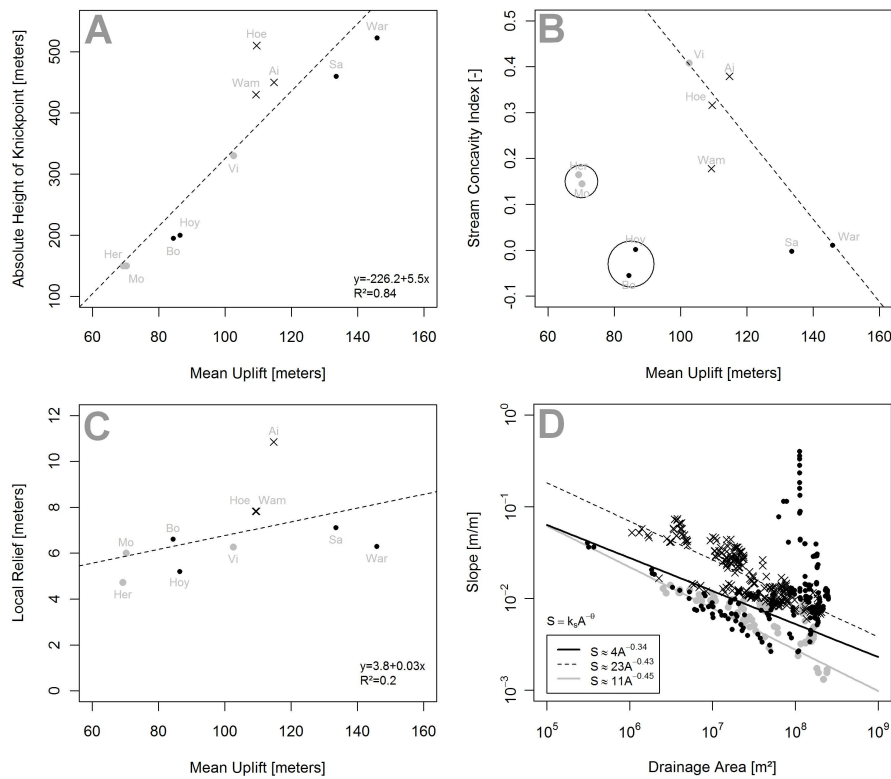 A
Absolute Height of Knickpoint [meters]
500
400
300
200
100
Hoe
War
Ai
Sa
Wam
Vi
Hoy
Her
Bo
Mo
y=-226.2+5.5x
R²=0.84
60 80 100 120 140 160
Mean Uplift [meters]
B
Stream Concavity Index [-]
0.5
0.4
0.3
0.2
0.1
0.0
-0.1
Vi
Ai
Hoe
Wam
Her
Mo
Hoy
Bo
Sa
War
60 80 100 120 140 160
Mean Uplift [meters]
C
Local Relief [meters]
12
10
8
6
4
2
0
Ai
Hoe Wam
Mo
Bo
Vi
Sa
War
Her
Hoy
y=3.8+0.03x
R²=0.2
60 80 100 120 140 160
Mean Uplift [meters]
D
Slope [m/m]
10⁰
10⁻¹
10⁻²
10⁻³
S = kₛA⁻ᶿ
S ≈ 4A⁻⁰·³⁴
S ≈ 23A⁻⁰·⁴³
S ≈ 11A⁻⁰·⁴⁵
10⁵ 10⁶ 10⁷ 10⁸ 10⁹
Drainage Area [m²]